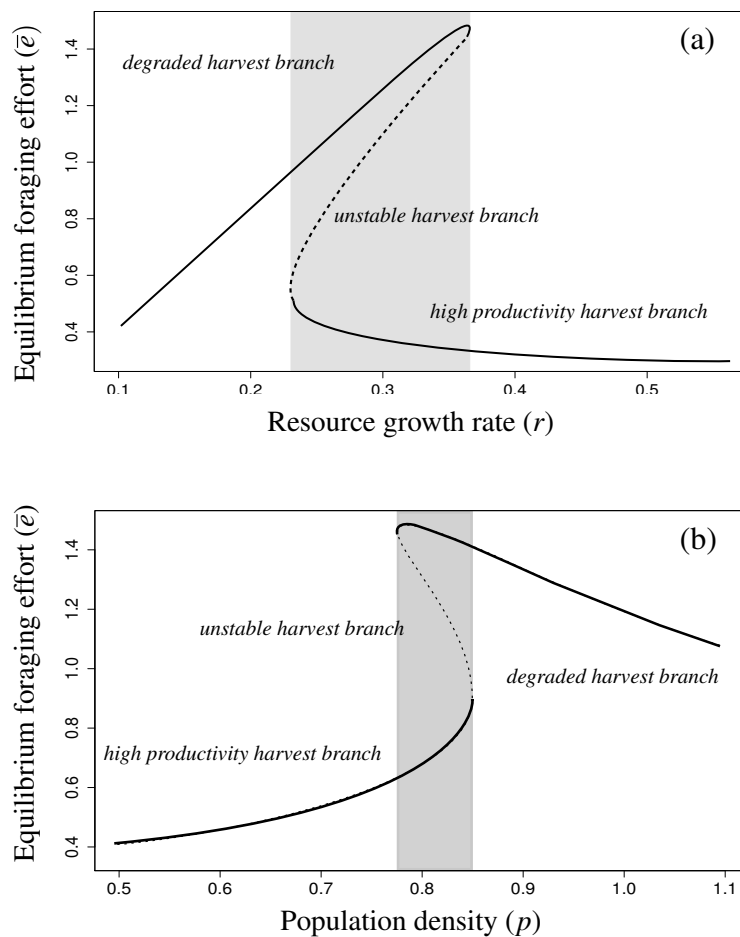 (a)
degraded harvest branch
unstable harvest branch
high productivity harvest branch
Equilibrium foraging effort (e̅)
0.4 0.6 0.8 1.0 1.2 1.4
0.1 0.2 0.3 0.4 0.5
Resource growth rate (r)
(b)
unstable harvest branch
degraded harvest branch
high productivity harvest branch
Equilibrium foraging effort (e̅)
0.4 0.6 0.8 1.0 1.2 1.4
0.5 0.6 0.7 0.8 0.9 1.0 1.1
Population density (p)